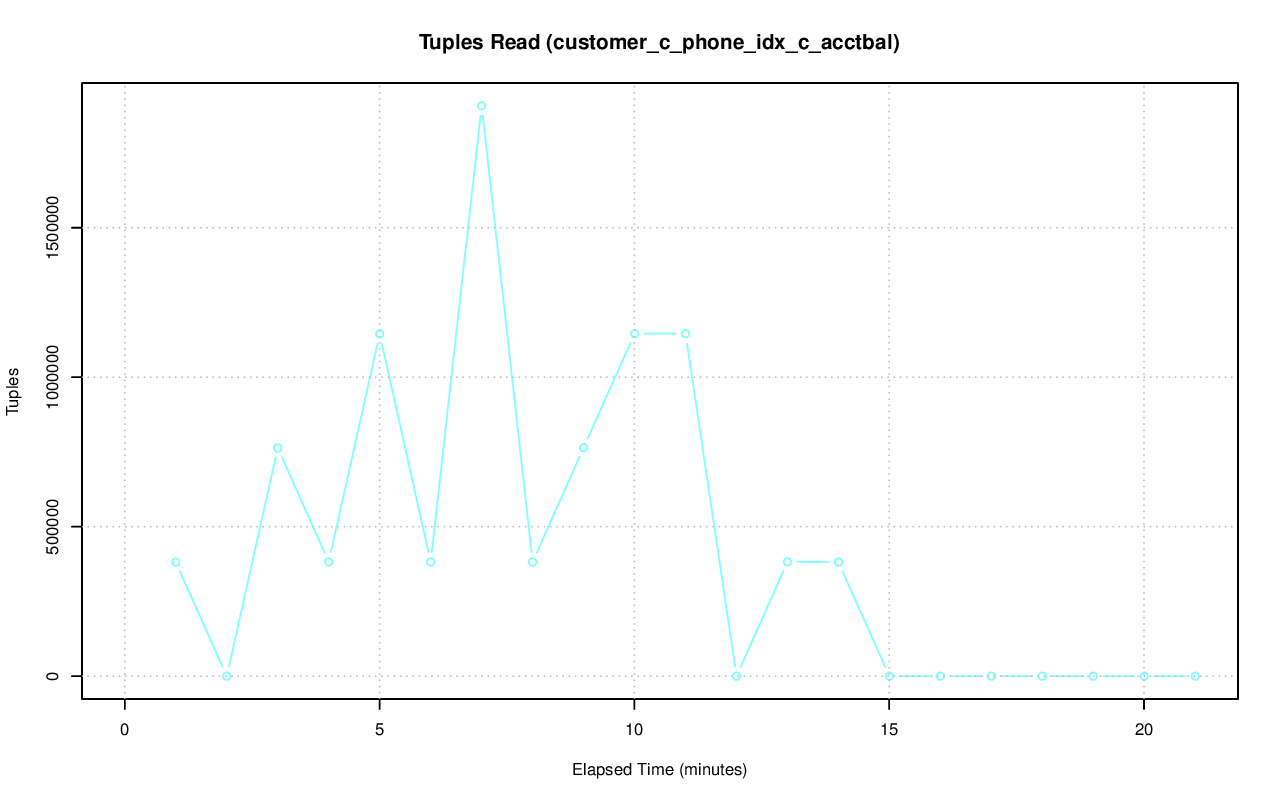 Tuples Read (customer_c_phone_idx_c_acctbal)
Tuples
1500000
1000000
500000
0
0 5 10 15 20
Elapsed Time (minutes)